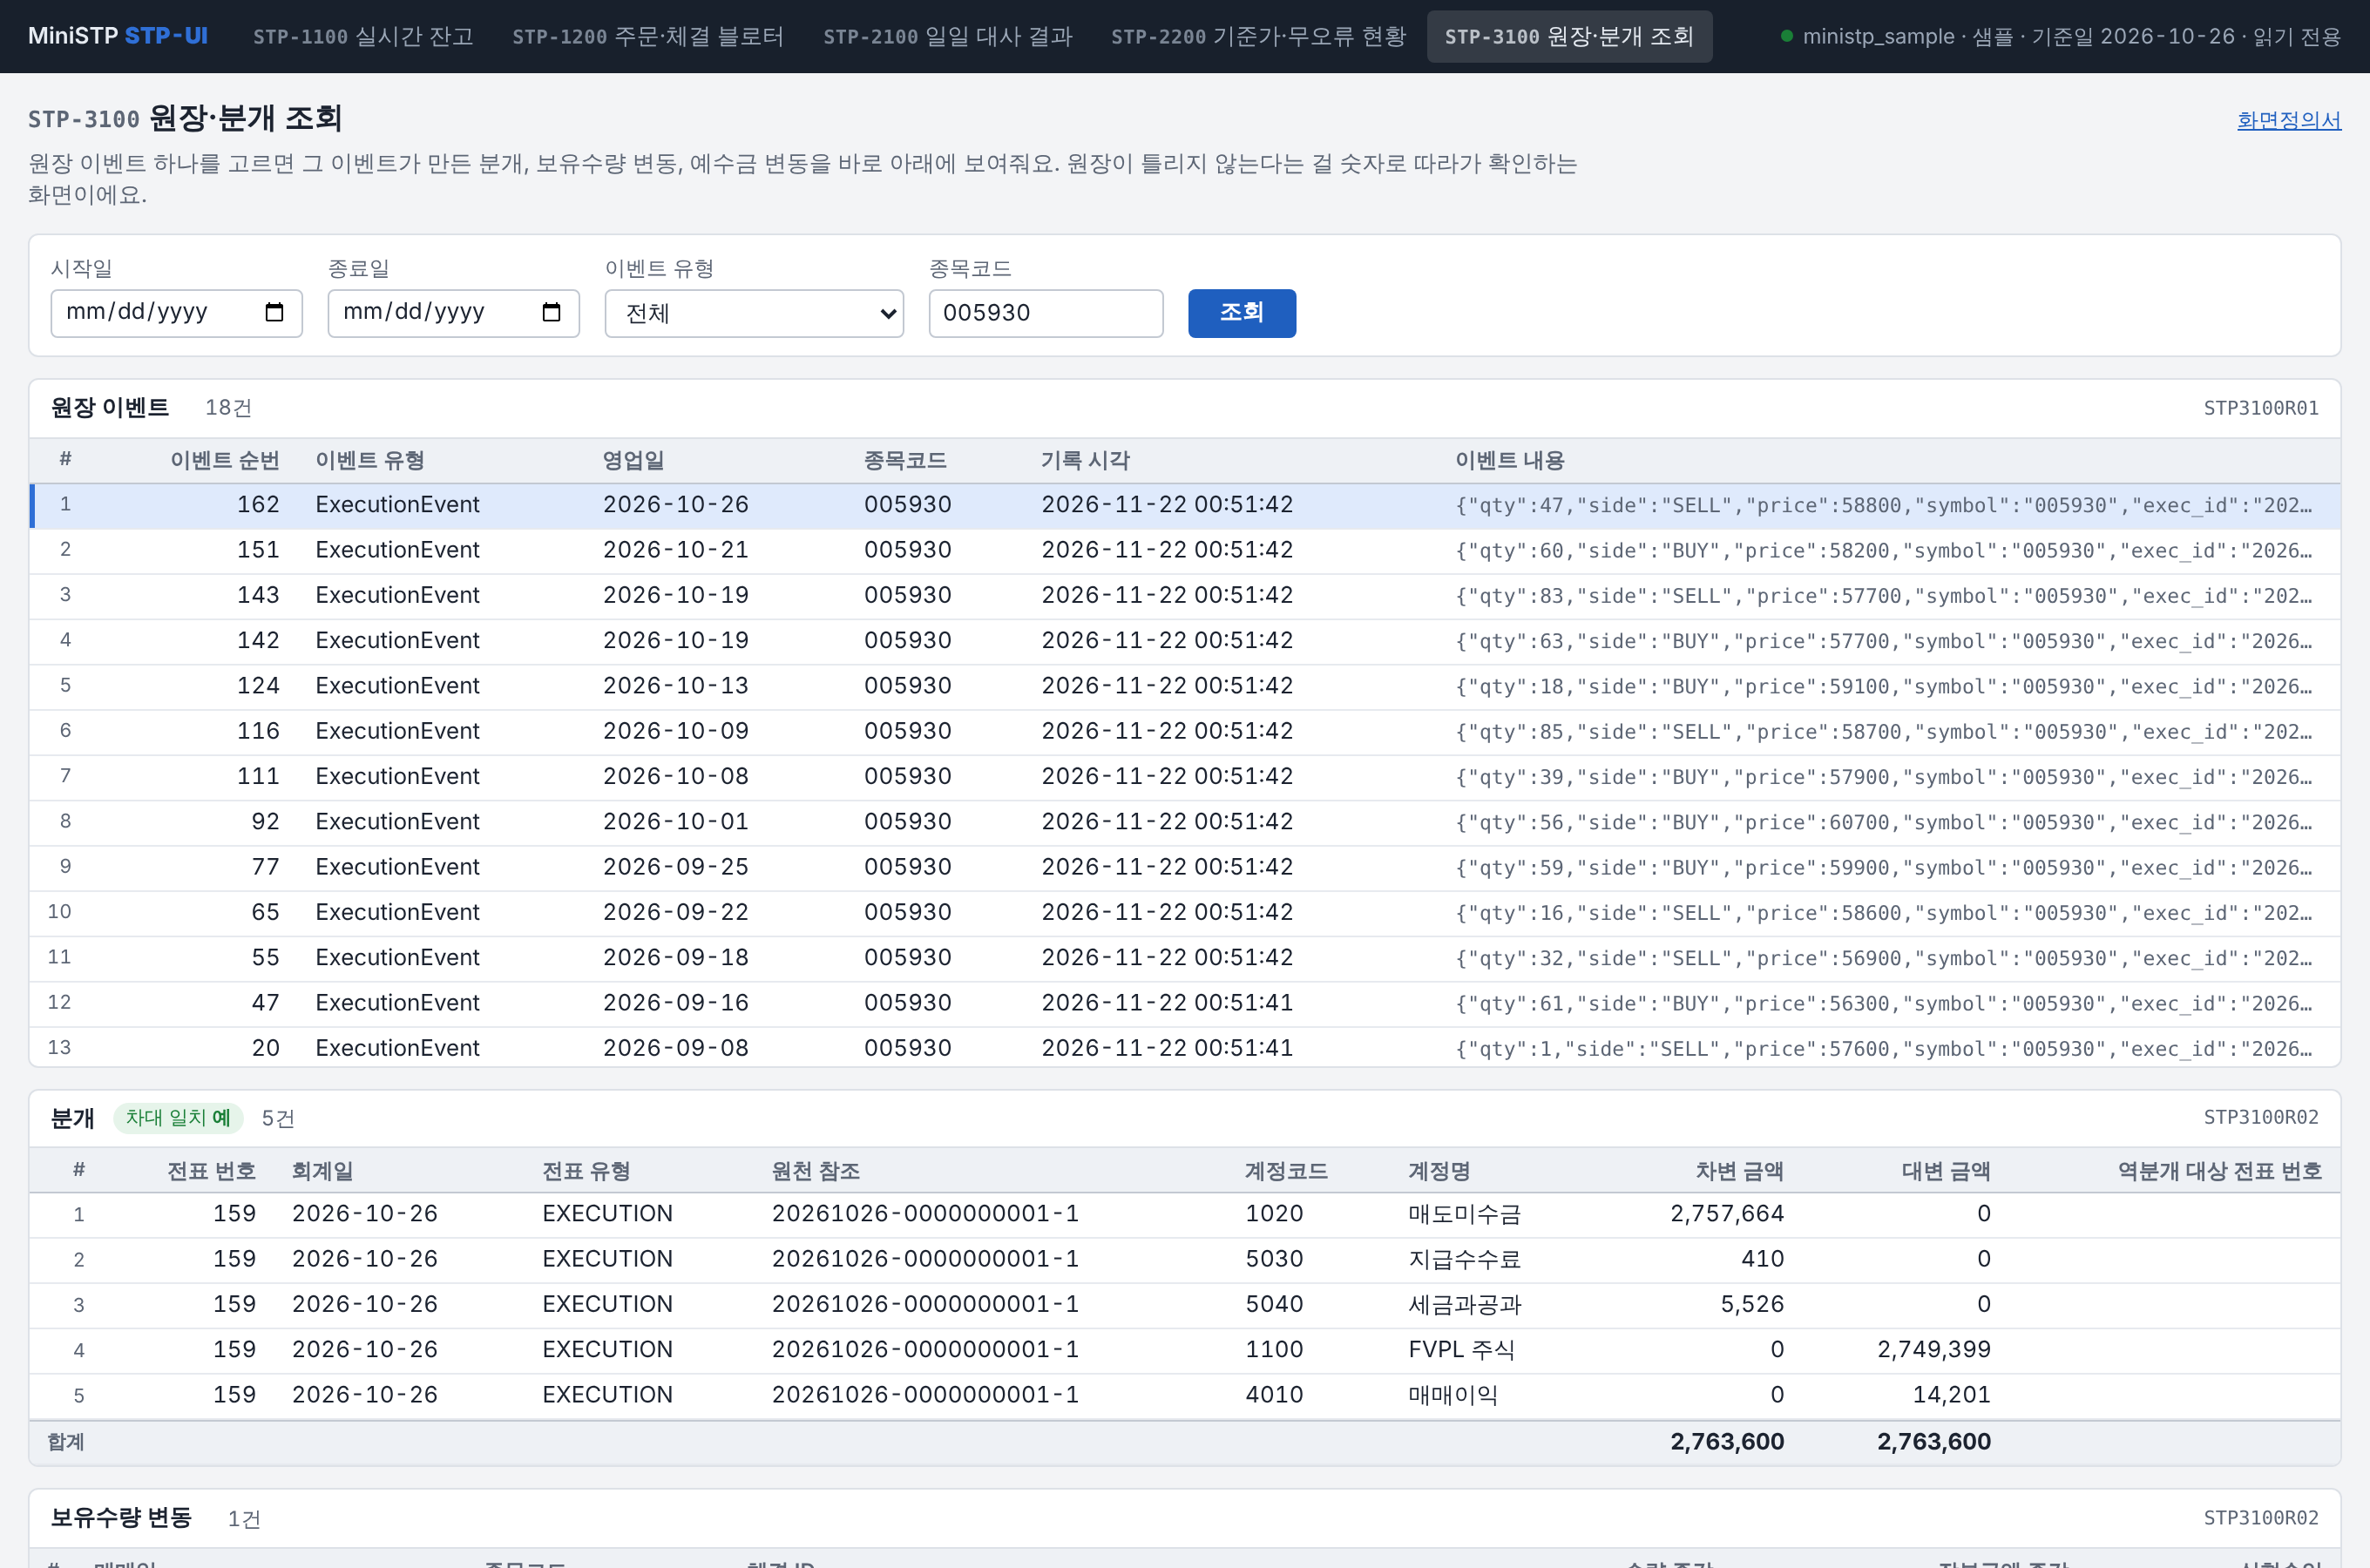 MiniSTP STP-UI STP-1100 실시간 잔고 STP-1200 주문·체결 블로터 STP-2100 일일 대사 결과 STP-2200 기준가·무오류 현황 STP-3100 원장·분개 조회 ministp_sample · 샘플 · 기준일 2026-10-26 · 읽기 전용
STP-3100 원장·분개 조회 화면정의서
원장 이벤트 하나를 고르면 그 이벤트가 만든 분개, 보유수량 변동, 예수금 변동을 바로 아래에 보여줘요. 원장이 틀리지 않는다는 걸 숫자로 따라가 확인하는
화면이에요.
시작일 종료일 이벤트 유형 종목코드
mm/dd/yyyy mm/dd/yyyy 전체 005930 조회
원장 이벤트 18건 STP3100R01
# 이벤트 순번 이벤트 유형 영업일 종목코드 기록 시각 이벤트 내용
1 162 ExecutionEvent 2026-10-26 005930 2026-11-22 00:51:42 {"qty":47,"side":"SELL","price":58800,"symbol":"005930","exec_id":"202…
2 151 ExecutionEvent 2026-10-21 005930 2026-11-22 00:51:42 {"qty":60,"side":"BUY","price":58200,"symbol":"005930","exec_id":"2026…
3 143 ExecutionEvent 2026-10-19 005930 2026-11-22 00:51:42 {"qty":83,"side":"SELL","price":57700,"symbol":"005930","exec_id":"202…
4 142 ExecutionEvent 2026-10-19 005930 2026-11-22 00:51:42 {"qty":63,"side":"BUY","price":57700,"symbol":"005930","exec_id":"2026…
5 124 ExecutionEvent 2026-10-13 005930 2026-11-22 00:51:42 {"qty":18,"side":"BUY","price":59100,"symbol":"005930","exec_id":"2026…
6 116 ExecutionEvent 2026-10-09 005930 2026-11-22 00:51:42 {"qty":85,"side":"SELL","price":58700,"symbol":"005930","exec_id":"202…
7 111 ExecutionEvent 2026-10-08 005930 2026-11-22 00:51:42 {"qty":39,"side":"BUY","price":57900,"symbol":"005930","exec_id":"2026…
8 92 ExecutionEvent 2026-10-01 005930 2026-11-22 00:51:42 {"qty":56,"side":"BUY","price":60700,"symbol":"005930","exec_id":"2026…
9 77 ExecutionEvent 2026-09-25 005930 2026-11-22 00:51:42 {"qty":59,"side":"BUY","price":59900,"symbol":"005930","exec_id":"2026…
10 65 ExecutionEvent 2026-09-22 005930 2026-11-22 00:51:42 {"qty":16,"side":"SELL","price":58600,"symbol":"005930","exec_id":"202…
11 55 ExecutionEvent 2026-09-18 005930 2026-11-22 00:51:42 {"qty":32,"side":"SELL","price":56900,"symbol":"005930","exec_id":"202…
12 47 ExecutionEvent 2026-09-16 005930 2026-11-22 00:51:41 {"qty":61,"side":"BUY","price":56300,"symbol":"005930","exec_id":"2026…
13 20 ExecutionEvent 2026-09-08 005930 2026-11-22 00:51:41 {"qty":1,"side":"SELL","price":57600,"symbol":"005930","exec_id":"2026…
분개 차대 일치 예 5건 STP3100R02
# 전표 번호 회계일 전표 유형 원천 참조 계정코드 계정명 차변 금액 대변 금액 역분개 대상 전표 번호
1 159 2026-10-26 EXECUTION 20261026-0000000001-1 1020 매도미수금 2,757,664 0
2 159 2026-10-26 EXECUTION 20261026-0000000001-1 5030 지급수수료 410 0
3 159 2026-10-26 EXECUTION 20261026-0000000001-1 5040 세금과공과 5,526 0
4 159 2026-10-26 EXECUTION 20261026-0000000001-1 1100 FVPL 주식 0 2,749,399
5 159 2026-10-26 EXECUTION 20261026-0000000001-1 4010 매매이익 0 14,201
합계 2,763,600 2,763,600
보유수량 변동 1건 STP3100R02